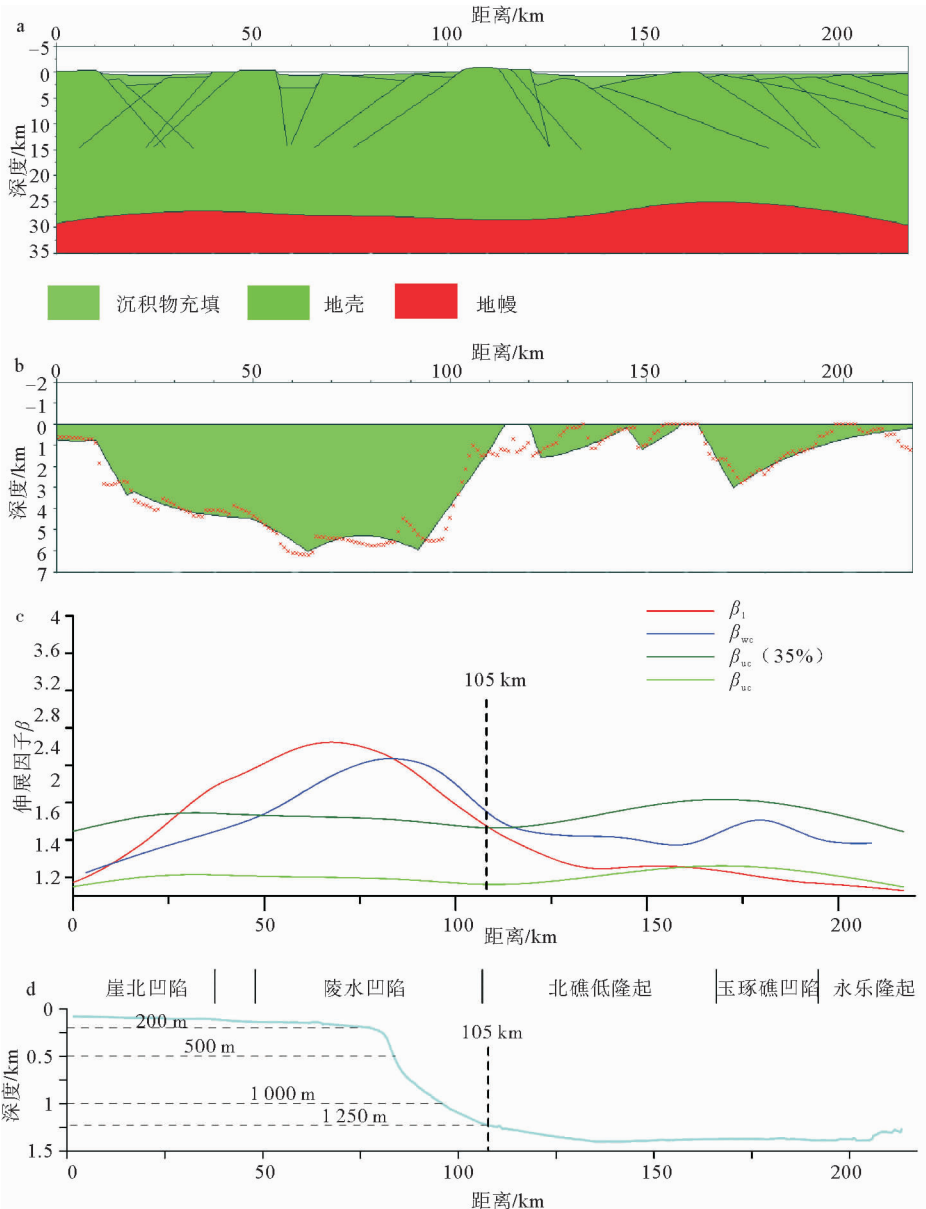 a
距离/km
0 50 100 150 200
−5
0
5
10
15
20
25
30
35
深度/km
沉积物充填 地壳 地幔
距离/km
b
0 50 100 150 200
−2
−1
0
1
2
3
4
5
6
7
深度/km
c
4
3.6
3.2
2.8
2.4
2
1.6
1.4
1.2
伸展因子β
β₁
βwc
βuc（35%）
βuc
105 km
0 50 100 150 200
距离/km
d
崖北凹陷 陵水凹陷 北礁低隆起 玉琢礁凹陷 永乐隆起
0
0.5
1
1.5
深度/km
200 m
500 m
1 000 m
1 250 m
105 km
0 50 100 150 200
距离/km